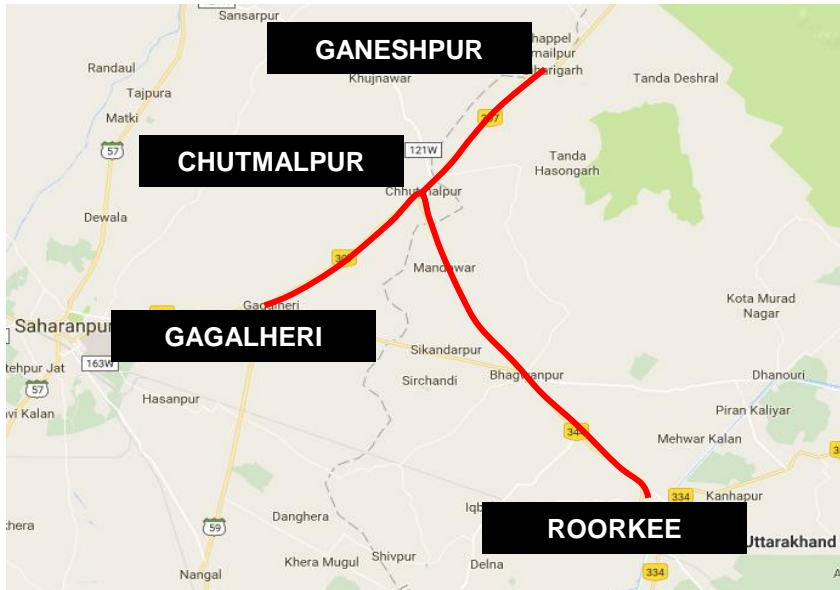 Sansarpur
GANESHPUR
Randaul
Khujnawar
Tanda Deshral
Tajpura
Matki
57
307
CHUTMALPUR
121W
Tanda
Hasongarh
Dewala
Gagalheri
Mandawar
Kota Murad
Nagar
Saharanpur
GAGALHERI
163W
Sikandarpur
Sirchandi
Bhagwanpur
Dhanouri
57
Hasanpur
Piran Kaliyar
Mehwar Kalan
334
Kanhapur
Danghera
59
ROORKEE
Uttarakhand
Khera Mugul
Shivpur
Delna
Nangal
334